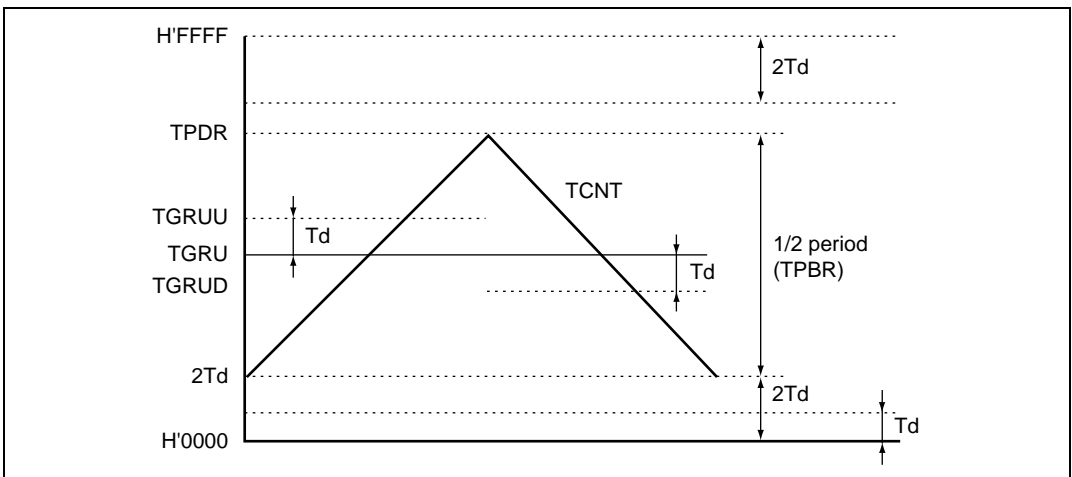 H'FFFF
2Td
TPDR
TCNT
TGRUU
Td
TGRU
1/2 period
(TPBR)
Td
TGRUD
2Td
2Td
Td
H'0000